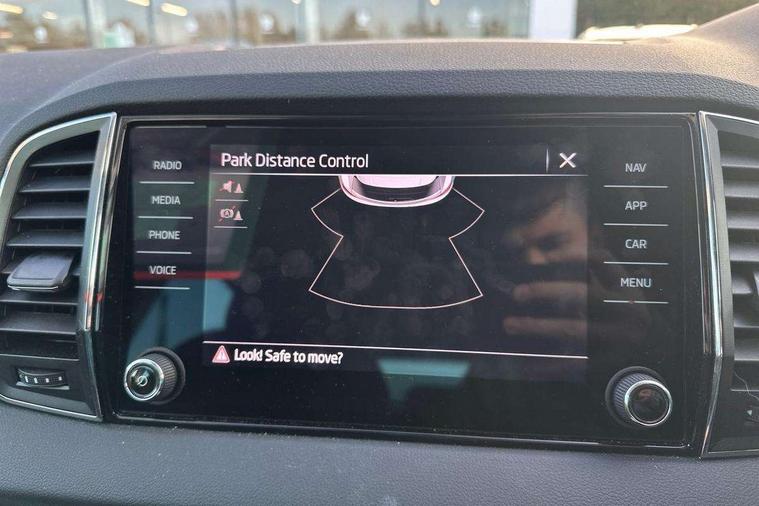 Park Distance Control
RADIO
MEDIA
PHONE
VOICE
NAV
APP
CAR
MENU
Look! Safe to move?